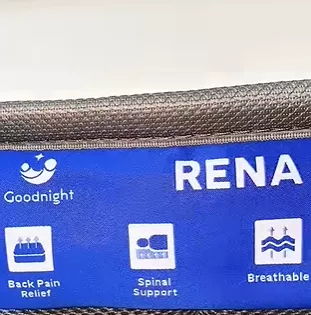 Goodnight
RENA
Back Pain
Relief
Spinal
Support
Breathable